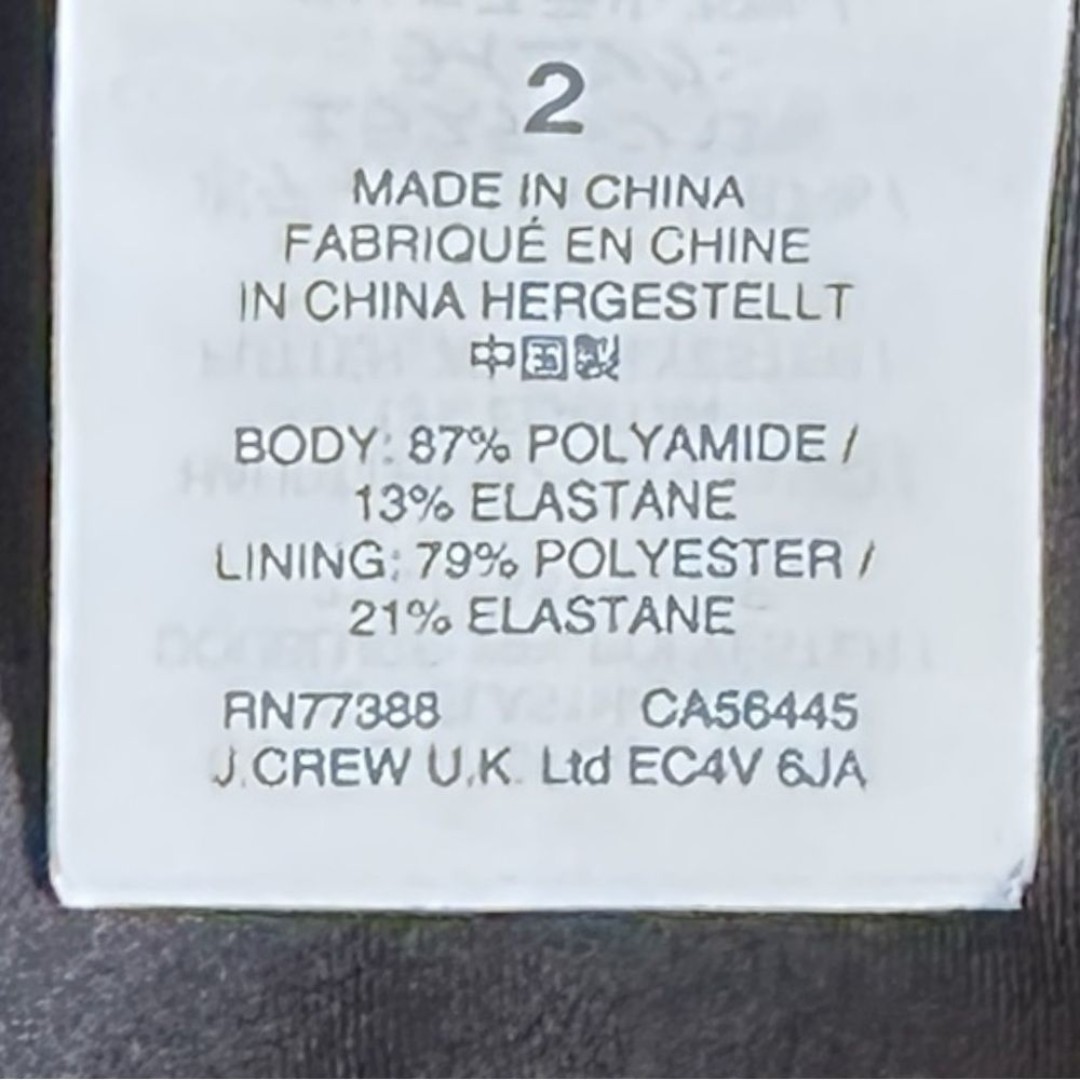 2
MADE IN CHINA
FABRIQUÉ EN CHINE
IN CHINA HERGESTELLT
中国製
BODY: 87% POLYAMIDE /
13% ELASTANE
LINING: 79% POLYESTER /
21% ELASTANE
RN77388 CA56445
J.CREW U.K. Ltd EC4V 6JA